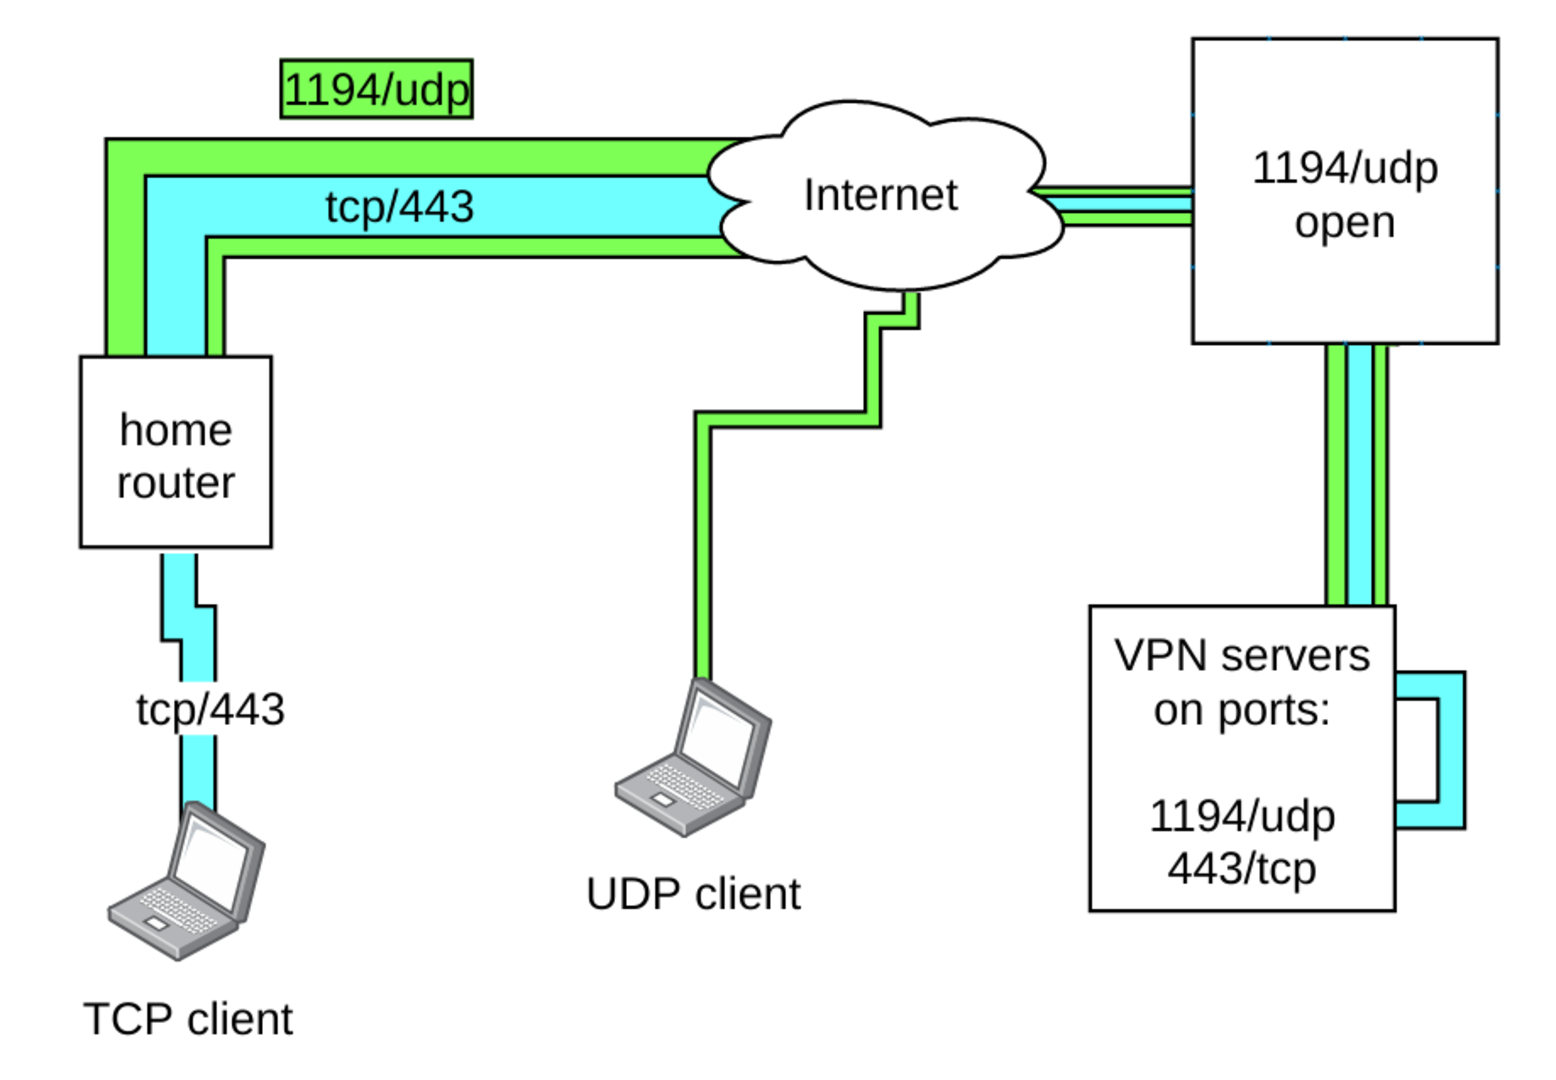 1194/udp
tcp/443
Internet
1194/udp
open
home
router
tcp/443
TCP client
UDP client
VPN servers
on ports:
1194/udp
443/tcp